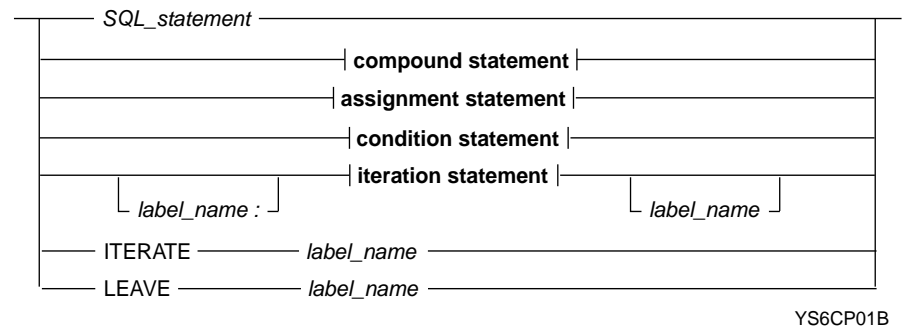 SQL_statement
compound statement
assignment statement
condition statement
iteration statement
label_name : label_name
ITERATE label_name
LEAVE label_name
YS6CP01B